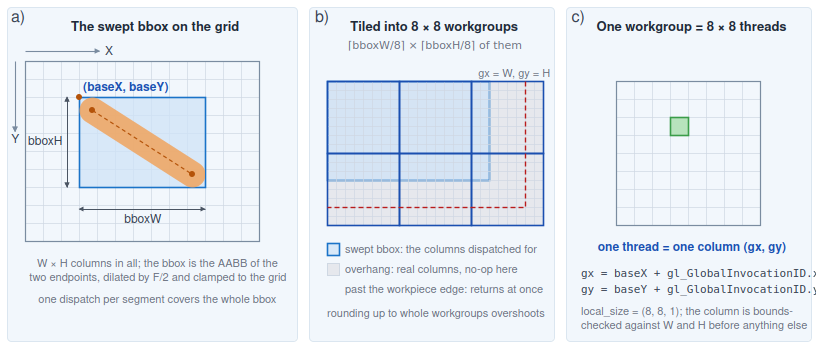 a)
The swept bbox on the grid
X
(baseX, baseY)
Y
bboxH
bboxW
W × H columns in all; the bbox is the AABB of the
two endpoints, dilated by F/2 and clamped to the grid
one dispatch per segment covers the whole bbox
b)
Tiled into 8 × 8 workgroups
⌈bboxW/8⌉ × ⌈bboxH/8⌉ of them
gx = W, gy = H
swept bbox: the columns dispatched for
overhang: real columns, no-op here
past the workpiece edge: returns at once
rounding up to whole workgroups overshoots
c)
One workgroup = 8 × 8 threads
one thread = one column (gx, gy)
gx = baseX + gl_GlobalInvocationID.x
gy = baseY + gl_GlobalInvocationID.y
local_size = (8, 8, 1); the column is bounds-
checked against W and H before anything else